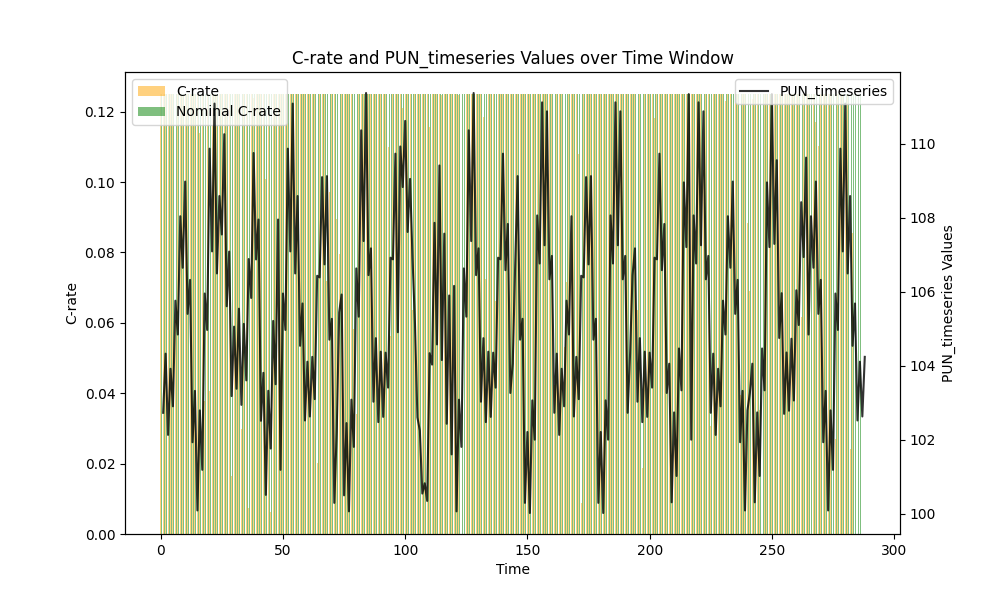 C-rate and PUN_timeseries Values over Time Window
C-rate
Nominal C-rate
PUN_timeseries
0.12
0.10
0.08
0.06
0.04
0.02
0.00
C-rate
110
108
106
104
102
100
PUN_timeseries Values
0 50 100 150 200 250 300
Time